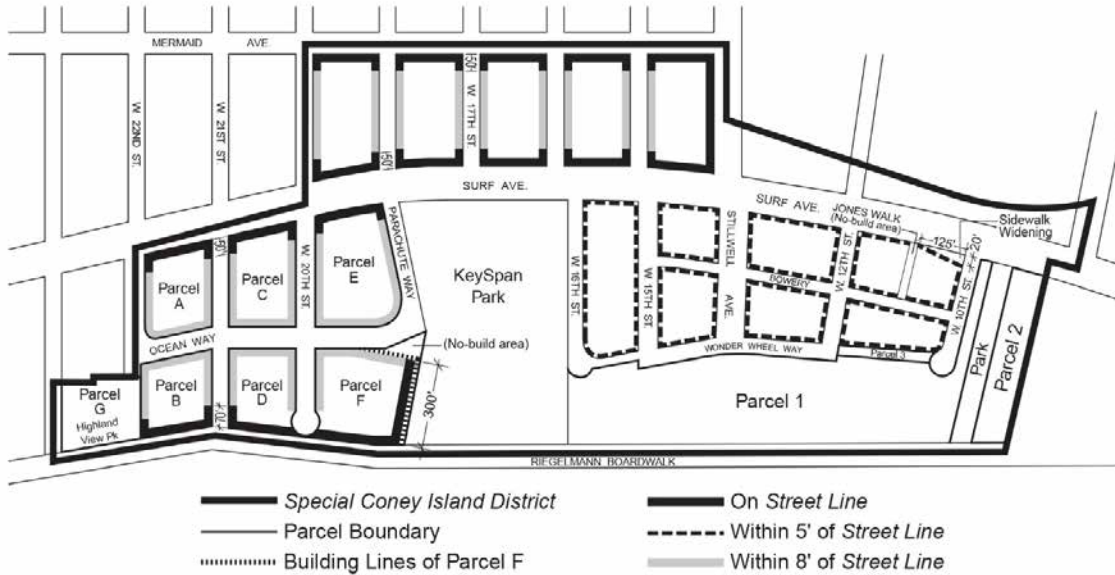 MERMAID AVE.
W. 22ND ST.
W. 21ST ST.
50'
W. 17TH ST.
50'
SURF AVE.
SURF AVE.
JONES WALK
(No-build area)
Sidewalk
Widening
125'
20'
50'
W. 20TH ST.
PARACHUTE WAY
Parcel
A
Parcel
C
Parcel
E
KeySpan
Park
W. 16TH ST.
W. 15TH ST.
STILLWELL
AVE.
BOWERY
W. 12TH ST.
W. 10TH ST.
OCEAN WAY
(No-build area)
WONDER WHEEL WAY
Parcel 3
Park
Parcel 2
Parcel
G
Highland
View Pk
Parcel
B
Parcel
D
Parcel
F
70'
300'
Parcel 1
RIEGELMANN BOARDWALK
Special Coney Island District
On Street Line
Parcel Boundary
Within 5' of Street Line
Building Lines of Parcel F
Within 8' of Street Line